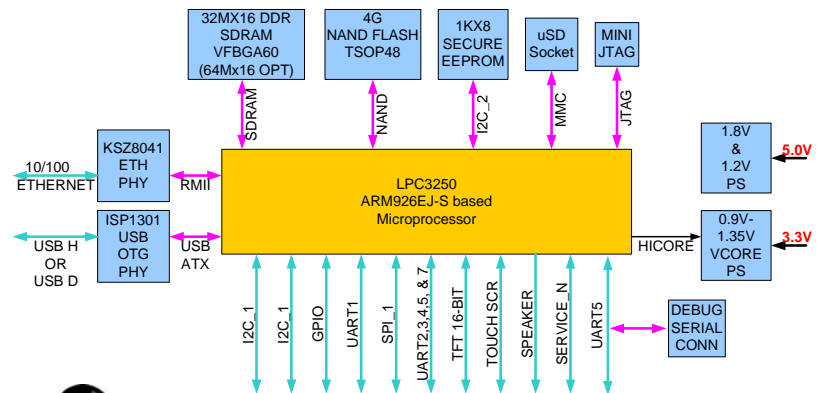 32MX16 DDR
SDRAM
VFBGA60
(64Mx16 OPT)
4G
NAND FLASH
TSOP48
1KX8
SECURE
EEPROM
uSD
Socket
MINI
JTAG
SDRAM
NAND
I2C_2
MMC
JTAG
KSZ8041
ETH
PHY
10/100
ETHERNET
RMII
ISP1301
USB
OTG
PHY
USB H
OR
USB D
USB
ATX
LPC3250
ARM926EJ-S based
Microprocessor
1.8V
&
1.2V
PS
5.0V
0.9V-
1.35V
VCORE
PS
HICORE
3.3V
I2C_1
I2C_1
GPIO
UART1
SPI_1
UART2,3,4,5, & 7
TFT 16-BIT
TOUCH SCR
SPEAKER
SERVICE_N
UART5
DEBUG
SERIAL
CONN